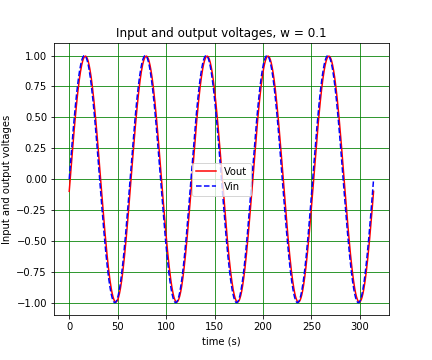 Input and output voltages, w = 0.1
1.00
0.75
0.50
0.25
0.00
−0.25
−0.50
−0.75
−1.00
Input and output voltages
Vout
Vin
0 50 100 150 200 250 300
time (s)